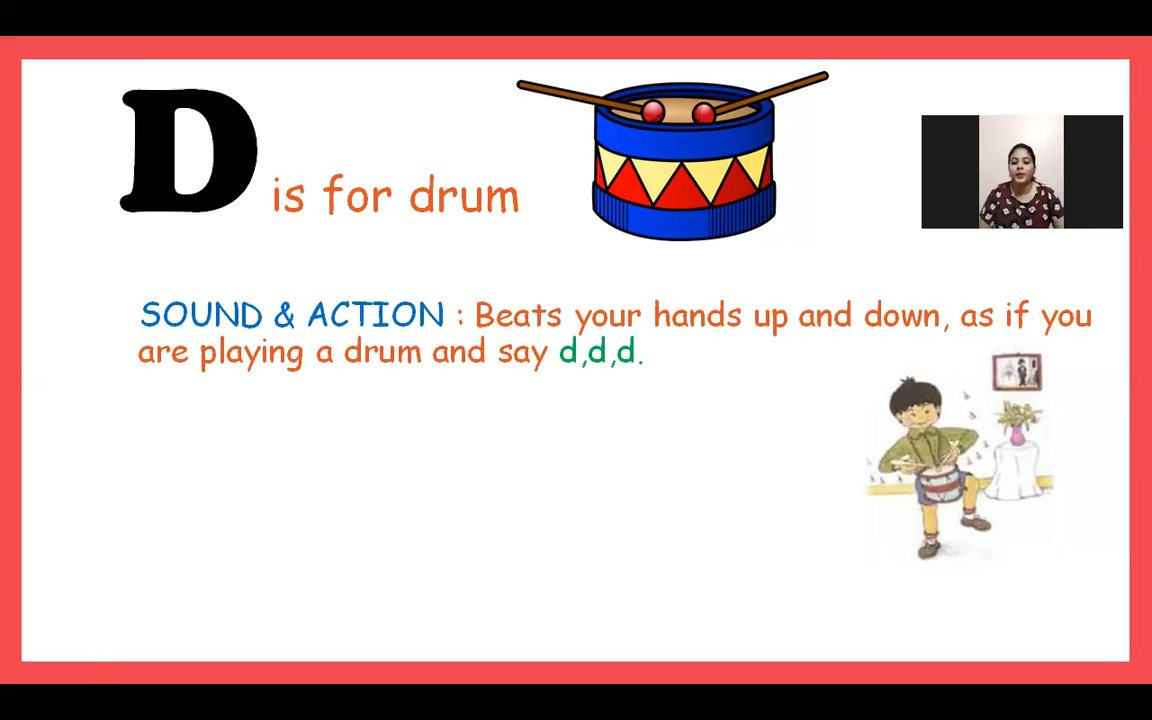 D is for drum
SOUND & ACTION : Beats your hands up and down, as if you
are playing a drum and say d,d,d.